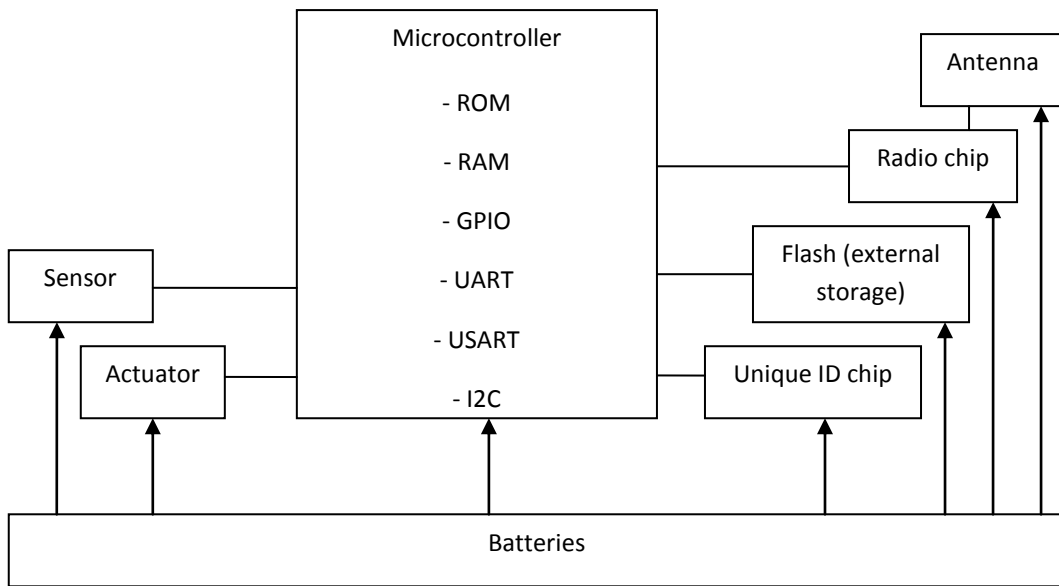 Microcontroller
- ROM
- RAM
- GPIO
- UART
- USART
- I2C
Antenna
Radio chip
Flash (external
storage)
Unique ID chip
Sensor
Actuator
Batteries